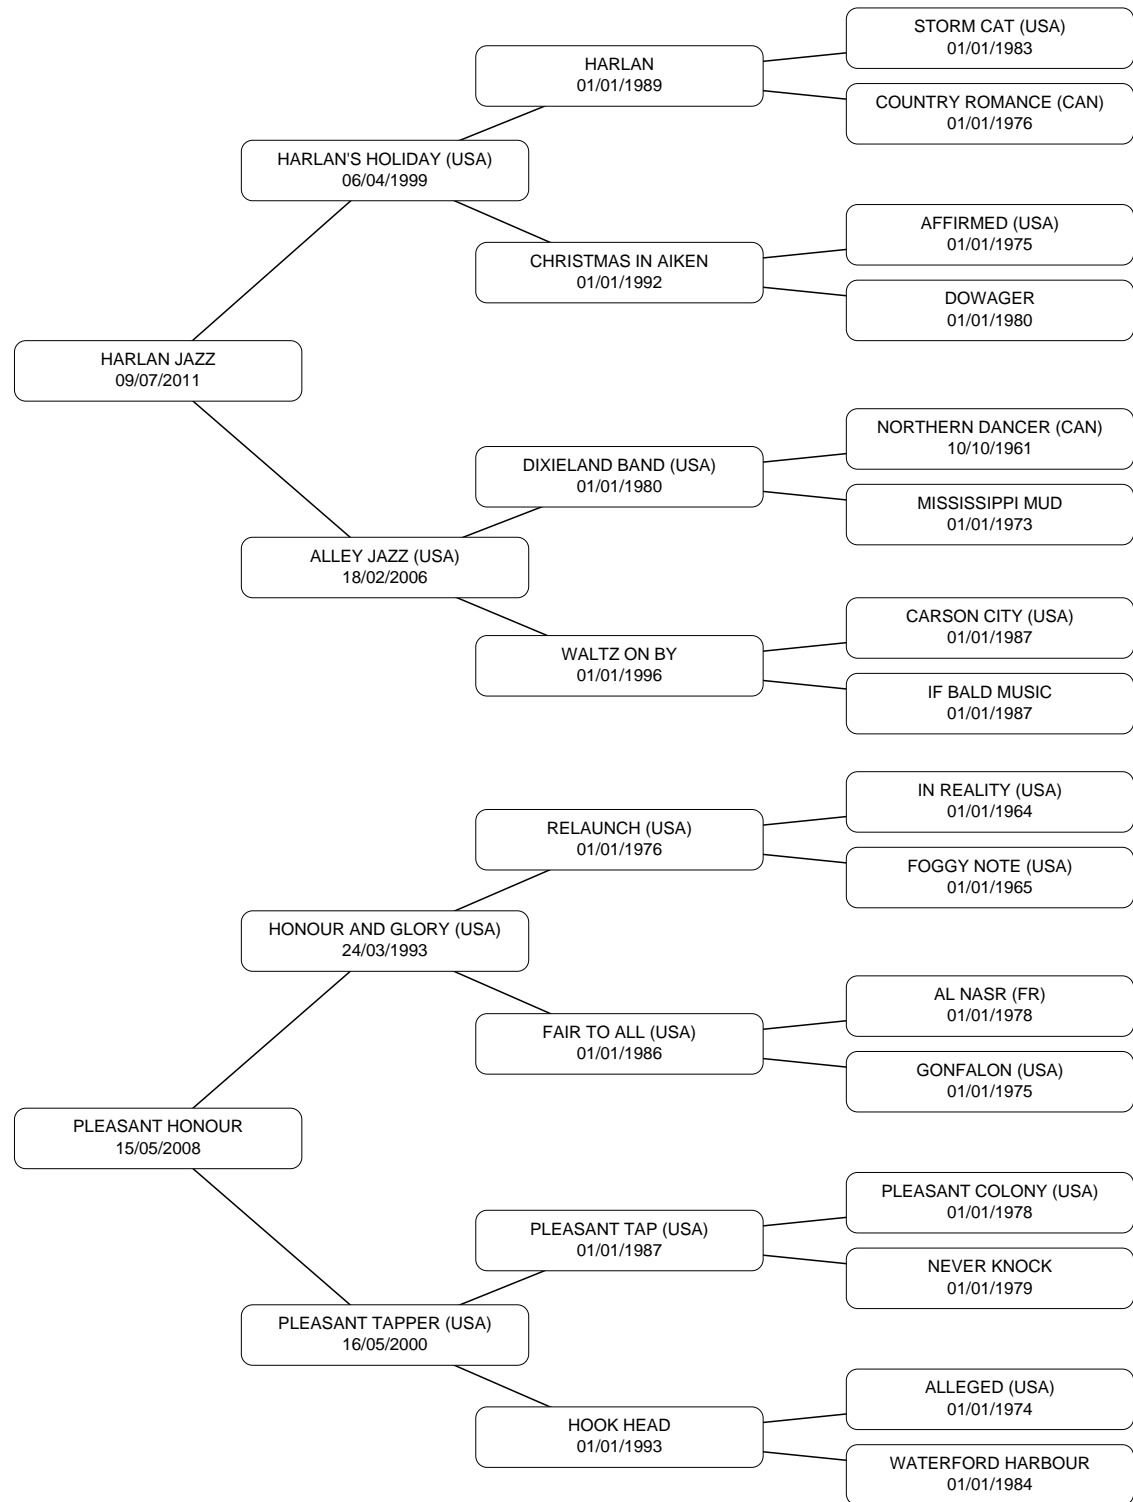 STORM CAT (USA)
01/01/1983
HARLAN
01/01/1989
COUNTRY ROMANCE (CAN)
01/01/1976
HARLAN'S HOLIDAY (USA)
06/04/1999
AFFIRMED (USA)
01/01/1975
CHRISTMAS IN AIKEN
01/01/1992
DOWAGER
01/01/1980
HARLAN JAZZ
09/07/2011
NORTHERN DANCER (CAN)
10/10/1961
DIXIELAND BAND (USA)
01/01/1980
MISSISSIPPI MUD
01/01/1973
ALLEY JAZZ (USA)
18/02/2006
CARSON CITY (USA)
01/01/1987
WALTZ ON BY
01/01/1996
IF BALD MUSIC
01/01/1987
IN REALITY (USA)
01/01/1964
RELAUNCH (USA)
01/01/1976
FOGGY NOTE (USA)
01/01/1965
HONOUR AND GLORY (USA)
24/03/1993
AL NASR (FR)
01/01/1978
FAIR TO ALL (USA)
01/01/1986
GONFALON (USA)
01/01/1975
PLEASANT HONOUR
15/05/2008
PLEASANT COLONY (USA)
01/01/1978
PLEASANT TAP (USA)
01/01/1987
NEVER KNOCK
01/01/1979
PLEASANT TAPPER (USA)
16/05/2000
ALLEGED (USA)
01/01/1974
HOOK HEAD
01/01/1993
WATERFORD HARBOUR
01/01/1984